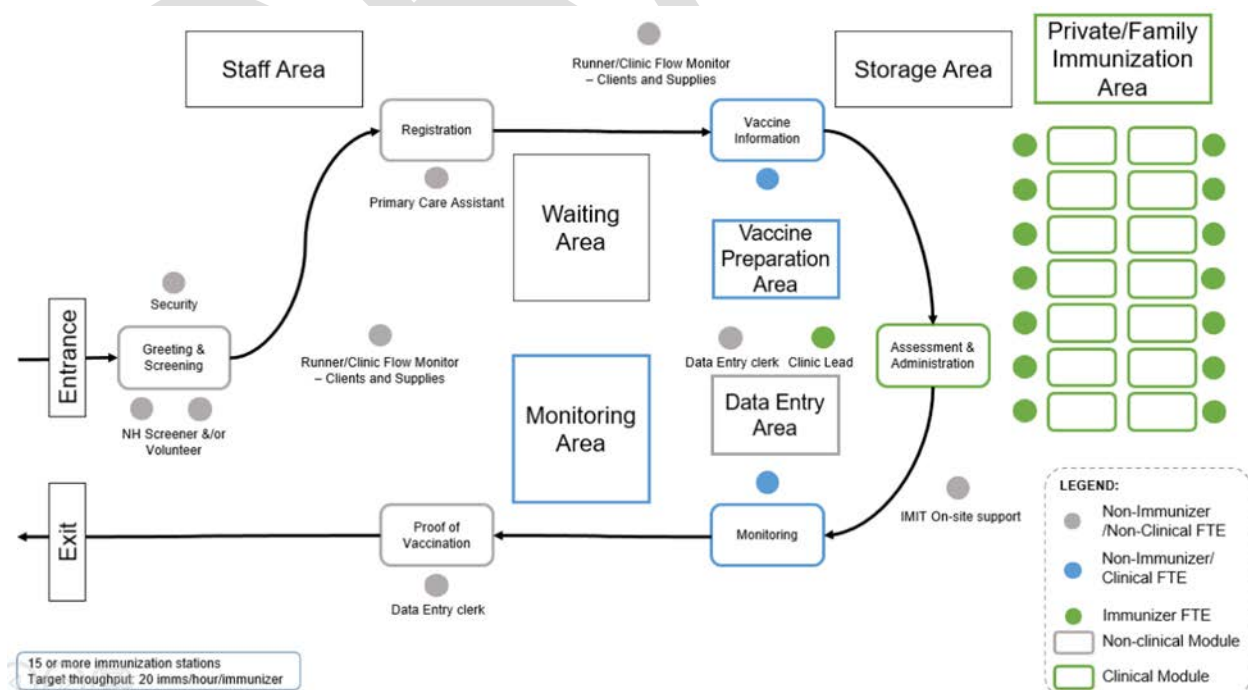 Staff Area
Runner/Clinic Flow Monitor
– Clients and Supplies
Storage Area
Private/Family
Immunization
Area
Registration
Vaccine
Information
Primary Care Assistant
Waiting
Area
Vaccine
Preparation
Area
Security
Entrance
Greeting &
Screening
Runner/Clinic Flow Monitor
– Clients and Supplies
Data Entry clerk
Clinic Lead
Assessment &
Administration
NH Screener &/or
Volunteer
Monitoring
Area
Data Entry
Area
Exit
Proof of
Vaccination
Monitoring
IMIT On-site support
Data Entry clerk
LEGEND:
Non-Immunizer
/Non-Clinical FTE
Non-Immunizer/
Clinical FTE
Immunizer FTE
Non-clinical Module
Clinical Module
15 or more immunization stations
Target throughput: 20 imms/hour/immunizer